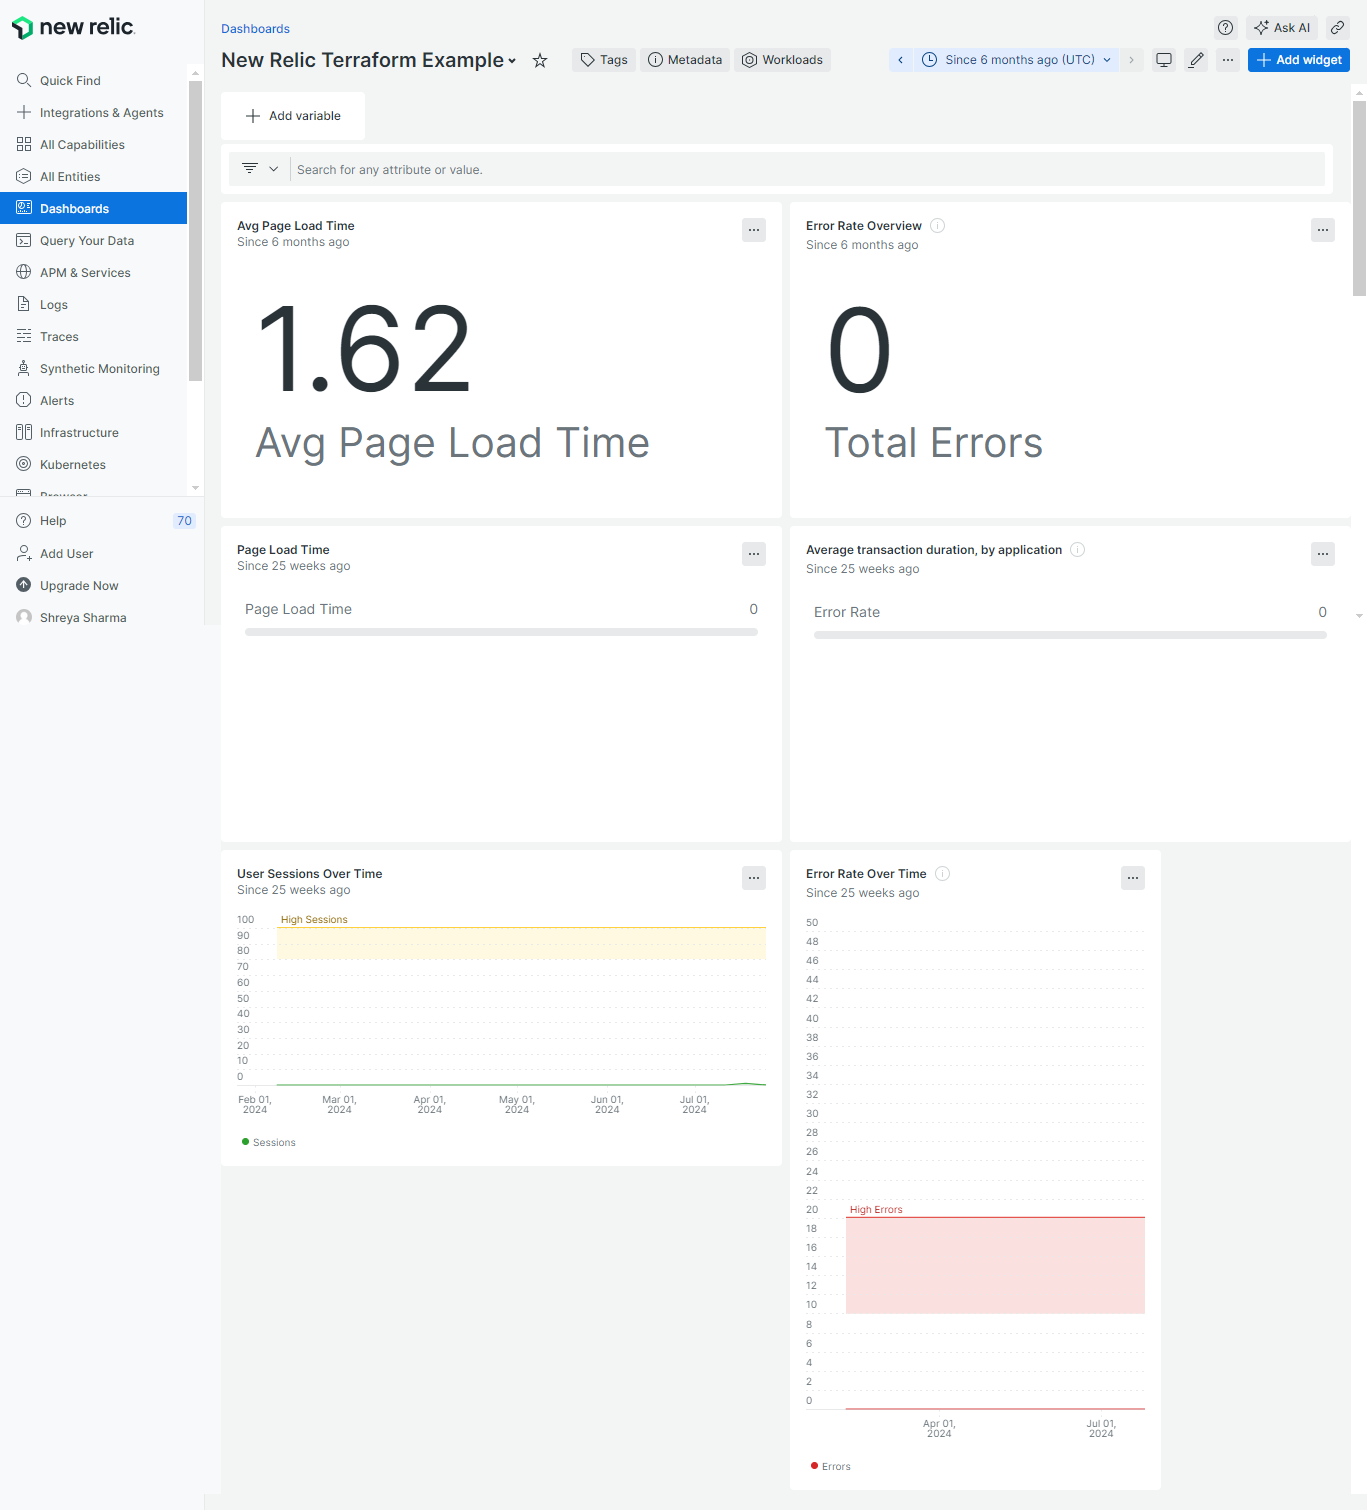 new relic.
Quick Find
Integrations & Agents
All Capabilities
All Entities
Dashboards
Query Your Data
APM & Services
Logs
Traces
Synthetic Monitoring
Alerts
Infrastructure
Kubernetes
Browser
Help 70
Add User
Upgrade Now
Shreya Sharma
Dashboards
Ask AI
New Relic Terraform Example
Tags
Metadata
Workloads
Since 6 months ago (UTC)
Add widget
Add variable
Search for any attribute or value.
Avg Page Load Time
Since 6 months ago
1.62
Avg Page Load Time
Error Rate Overview
Since 6 months ago
0
Total Errors
Page Load Time
Since 25 weeks ago
Page Load Time 0
Average transaction duration, by application
Since 25 weeks ago
Error Rate 0
User Sessions Over Time
Since 25 weeks ago
100
High Sessions
90
80
70
60
50
40
30
20
10
0
Feb 01, 2024
Mar 01, 2024
Apr 01, 2024
May 01, 2024
Jun 01, 2024
Jul 01, 2024
Sessions
Error Rate Over Time
Since 25 weeks ago
50
48
46
44
42
40
38
36
34
32
30
28
26
24
22
20
High Errors
18
16
14
12
10
8
6
4
2
0
Apr 01, 2024
Jul 01, 2024
Errors